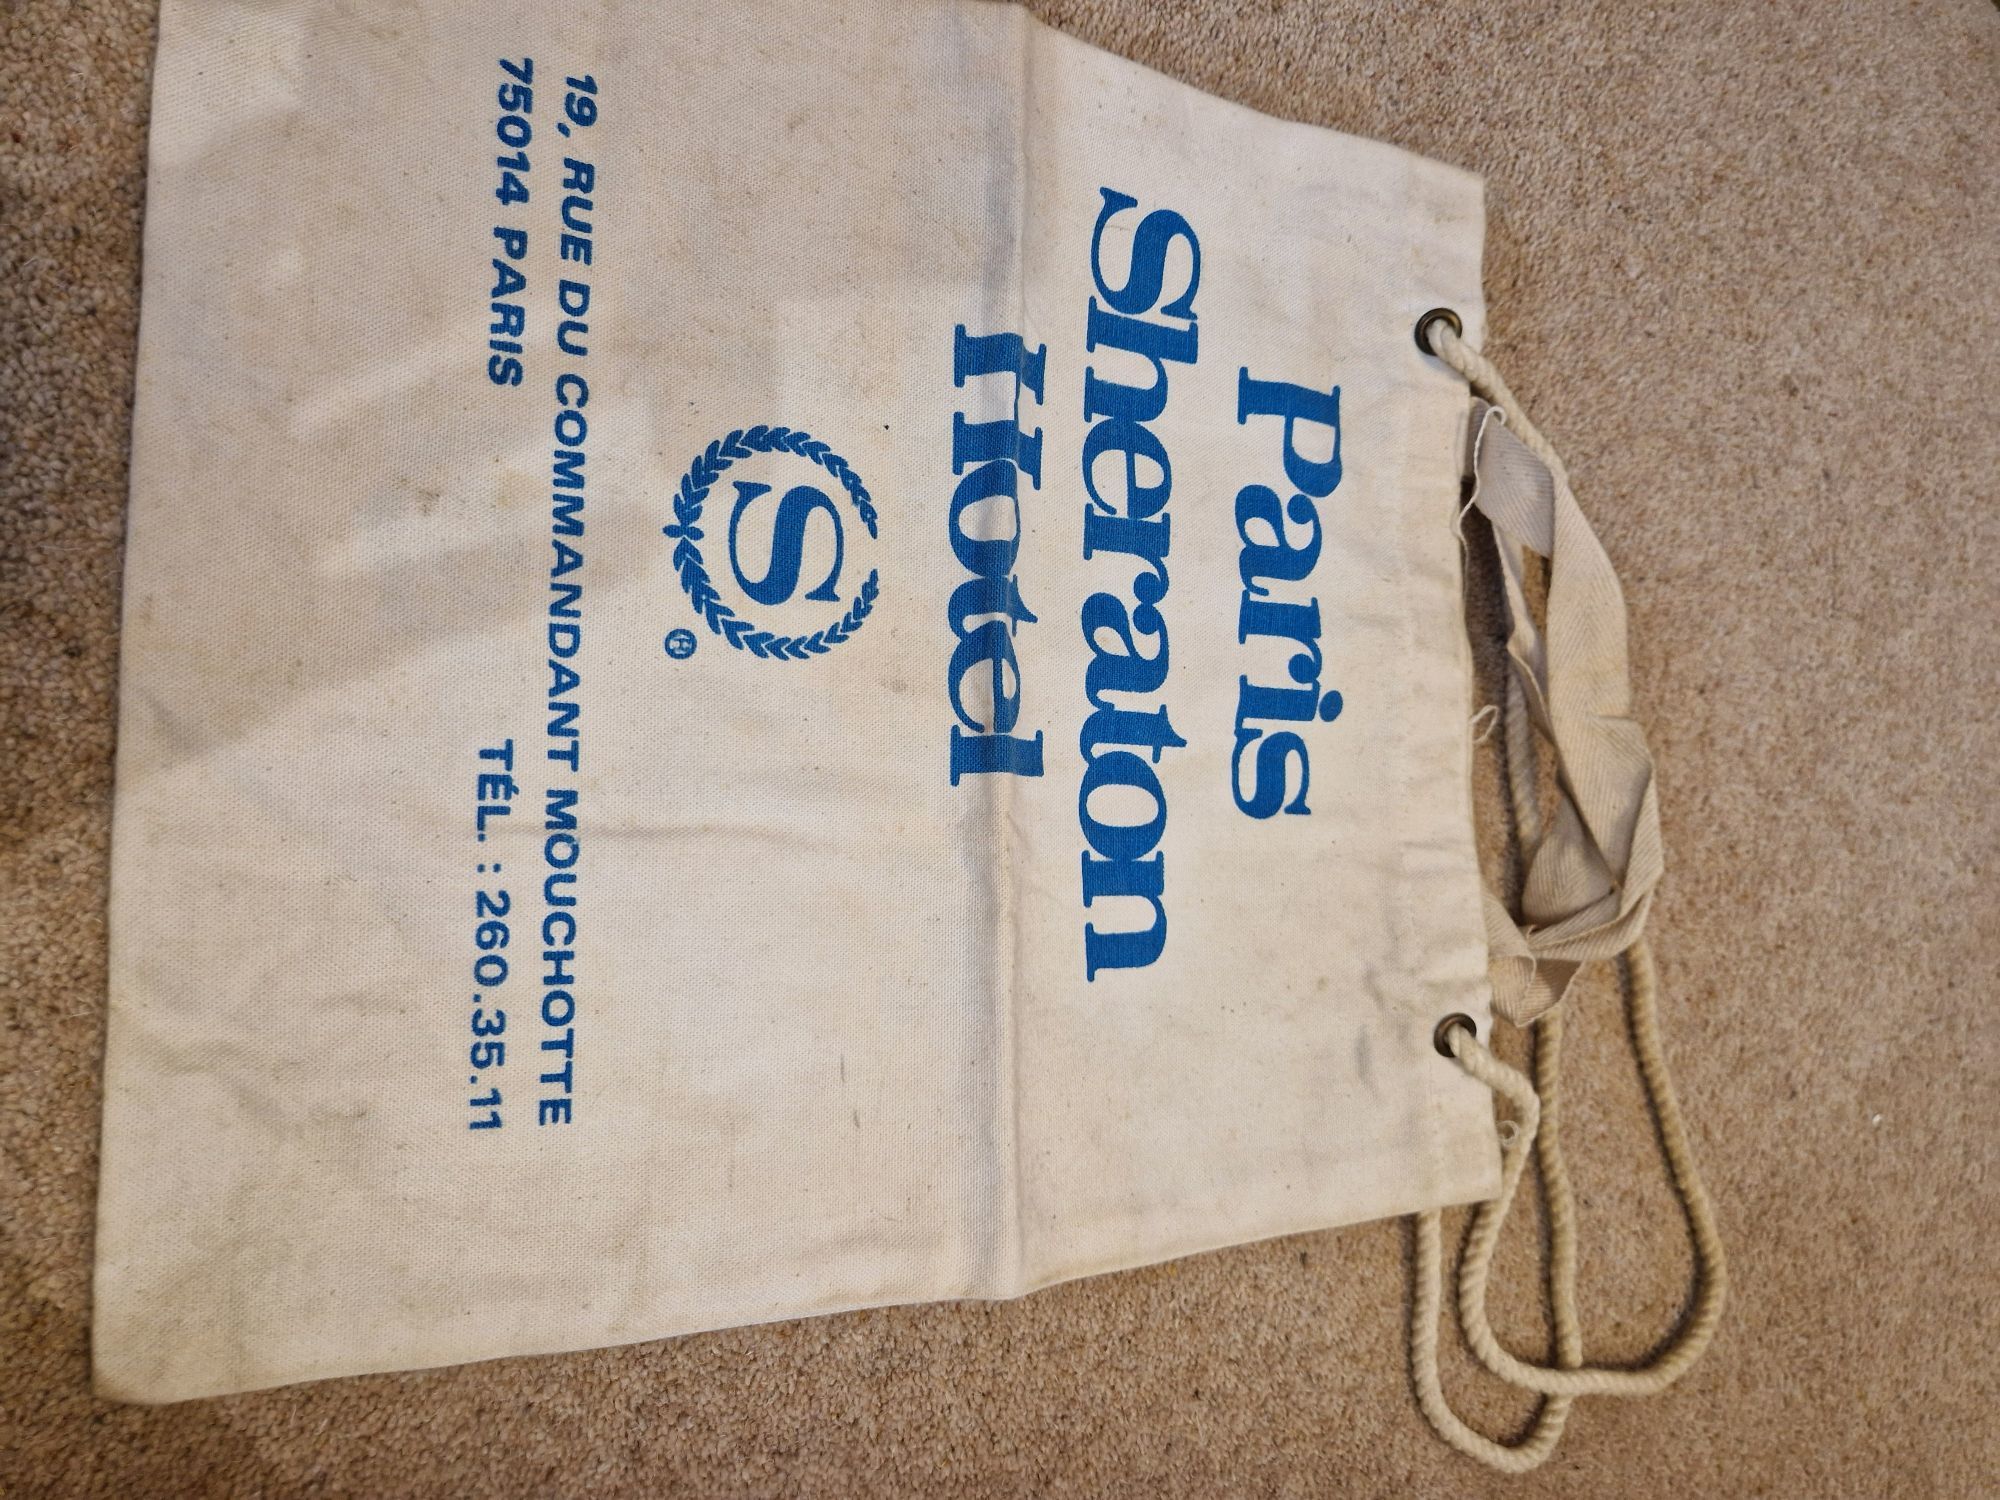 Paris
Sheraton
Hotel
S
®
19, RUE DU COMMANDANT MOUCHOTTE
75014 PARIS TÉL. : 260.35.11